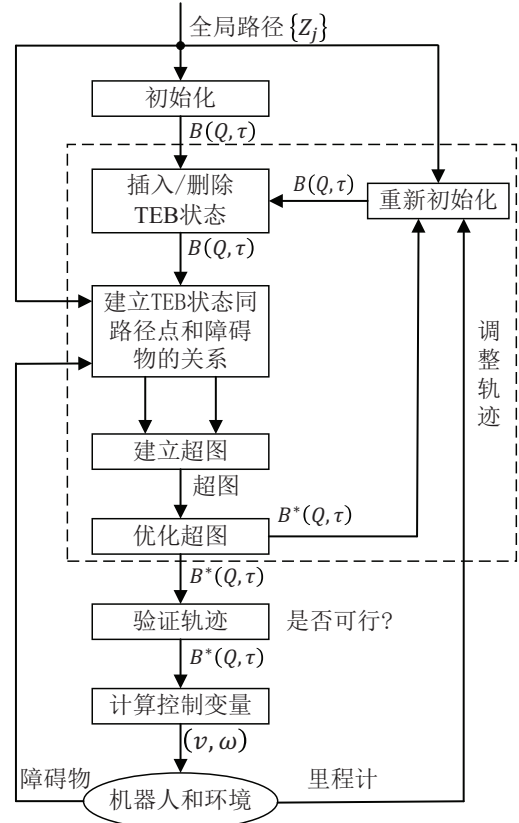 全局路径{Z_j}
初始化
B(Q,τ)
插入/删除
TEB状态
B(Q,τ)
重新初始化
B(Q,τ)
建立TEB状态同
路径点和障碍
物的关系
调整轨迹
建立超图
超图
优化超图
B*(Q,τ)
B*(Q,τ)
验证轨迹
是否可行?
B*(Q,τ)
计算控制变量
(v,ω)
障碍物
机器人和环境
里程计